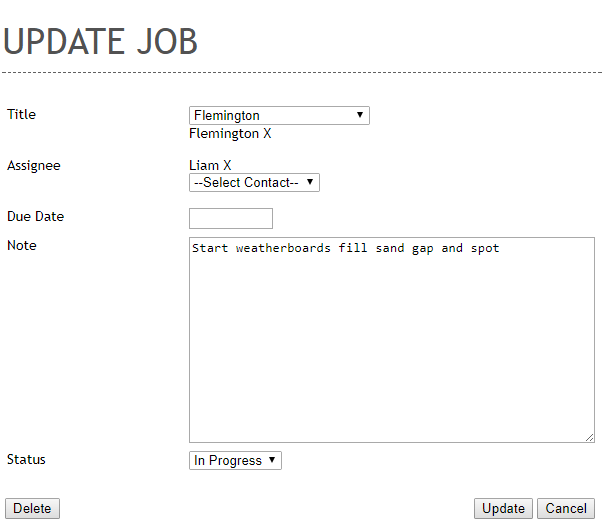 UPDATE JOB
Title
Flemington
Flemington X
Assignee
Liam X
--Select Contact--
Due Date
Note
Start weatherboards fill sand gap and spot
Status
In Progress
Delete
Update
Cancel